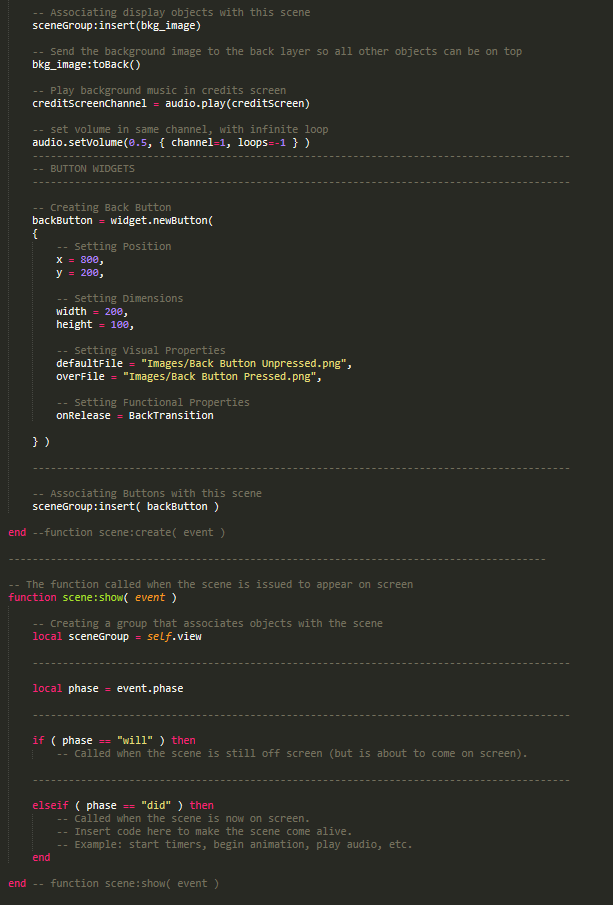 -- Associating display objects with this scene
sceneGroup:insert(bkg_image)
-- Send the background image to the back layer so all other objects can be on top
bkg_image:toBack()
-- Play background music in credits screen
creditScreenChannel = audio.play(creditScreen)
-- set volume in same channel, with infinite loop
audio.setVolume(0.5, { channel=1, loops=-1 } )
-----------------------------------------------------------------------------------------
-- BUTTON WIDGETS
-----------------------------------------------------------------------------------------
-- Creating Back Button
backButton = widget.newButton(
{
-- Setting Position
x = 800,
y = 200,
-- Setting Dimensions
width = 200,
height = 100,
-- Setting Visual Properties
defaultFile = "Images/Back Button Unpressed.png",
overFile = "Images/Back Button Pressed.png",
-- Setting Functional Properties
onRelease = BackTransition
} )
-----------------------------------------------------------------------------------------
-- Associating Buttons with this scene
sceneGroup:insert( backButton )
end --function scene:create( event )
-----------------------------------------------------------------------------------------
-- The function called when the scene is issued to appear on screen
function scene:show( event )
-- Creating a group that associates objects with the scene
local sceneGroup = self.view
-----------------------------------------------------------------------------------------
local phase = event.phase
-----------------------------------------------------------------------------------------
if ( phase == "will" ) then
-- Called when the scene is still off screen (but is about to come on screen).
-----------------------------------------------------------------------------------------
elseif ( phase == "did" ) then
-- Called when the scene is now on screen.
-- Insert code here to make the scene come alive.
-- Example: start timers, begin animation, play audio, etc.
end
end -- function scene:show( event )